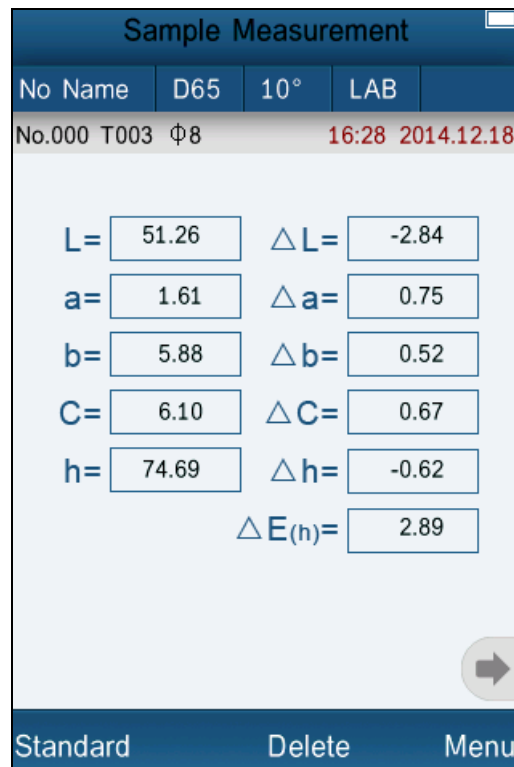 Sample Measurement
No Name D65 10° LAB
No.000 T003 Φ8 16:28 2014.12.18
L= 51.26 △L= -2.84
a= 1.61 △a= 0.75
b= 5.88 △b= 0.52
C= 6.10 △C= 0.67
h= 74.69 △h= -0.62
△E(h)= 2.89
Standard Delete Menu